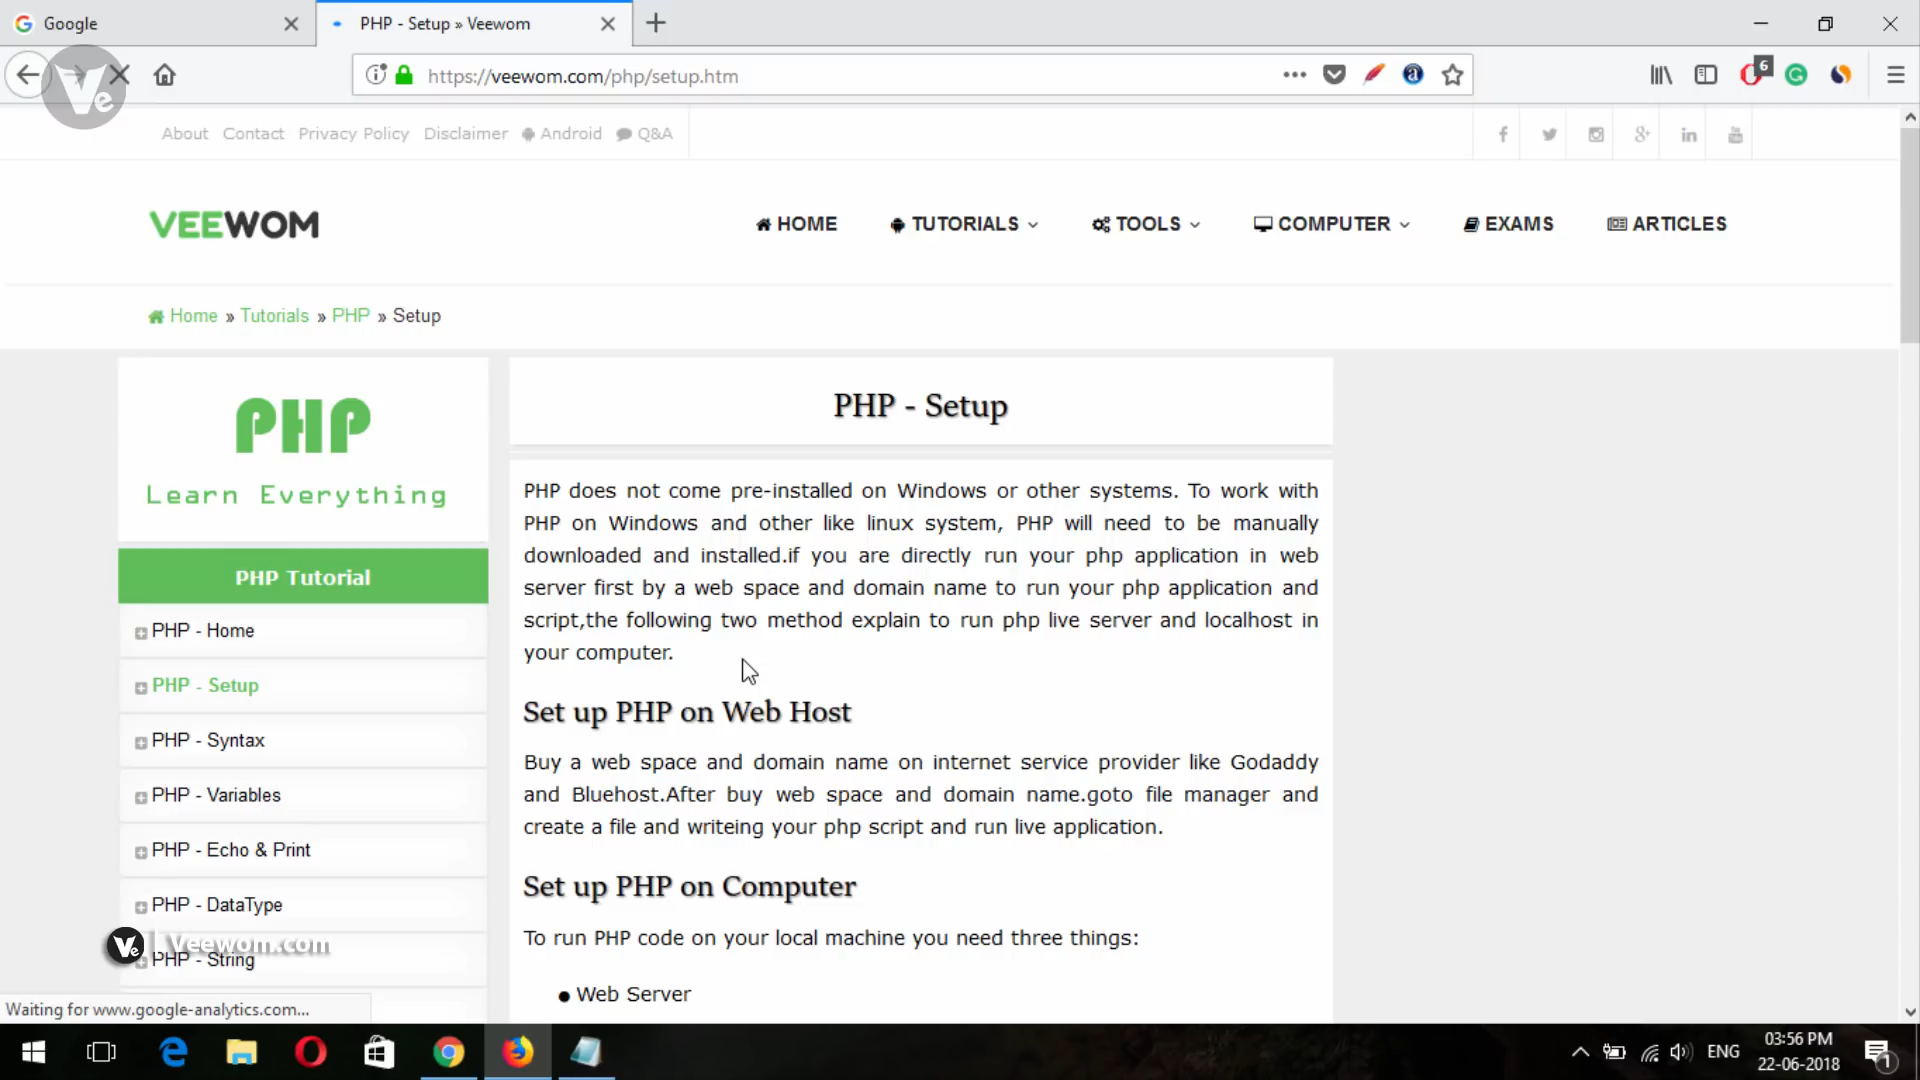 Google
PHP - Setup » Veewom
https://veewom.com/php/setup.htm
6
Ve
About Contact Privacy Policy Disclaimer Android Q&A
VEEWOM
HOME TUTORIALS TOOLS COMPUTER EXAMS ARTICLES
Home » Tutorials » PHP » Setup
PHP
Learn Everything
PHP Tutorial
PHP - Home
PHP - Setup
PHP - Syntax
PHP - Variables
PHP - Echo & Print
PHP - DataType
Ve | Veewom.com
PHP - String
PHP - Setup
PHP does not come pre-installed on Windows or other systems. To work with
PHP on Windows and other like linux system, PHP will need to be manually
downloaded and installed.if you are directly run your php application in web
server first by a web space and domain name to run your php application and
script,the following two method explain to run php live server and localhost in
your computer.
Set up PHP on Web Host
Buy a web space and domain name on internet service provider like Godaddy
and Bluehost.After buy web space and domain name.goto file manager and
create a file and writeing your php script and run live application.
Set up PHP on Computer
To run PHP code on your local machine you need three things:
Web Server
Waiting for www.google-analytics.com...
ENG
03:56 PM
22-06-2018
1